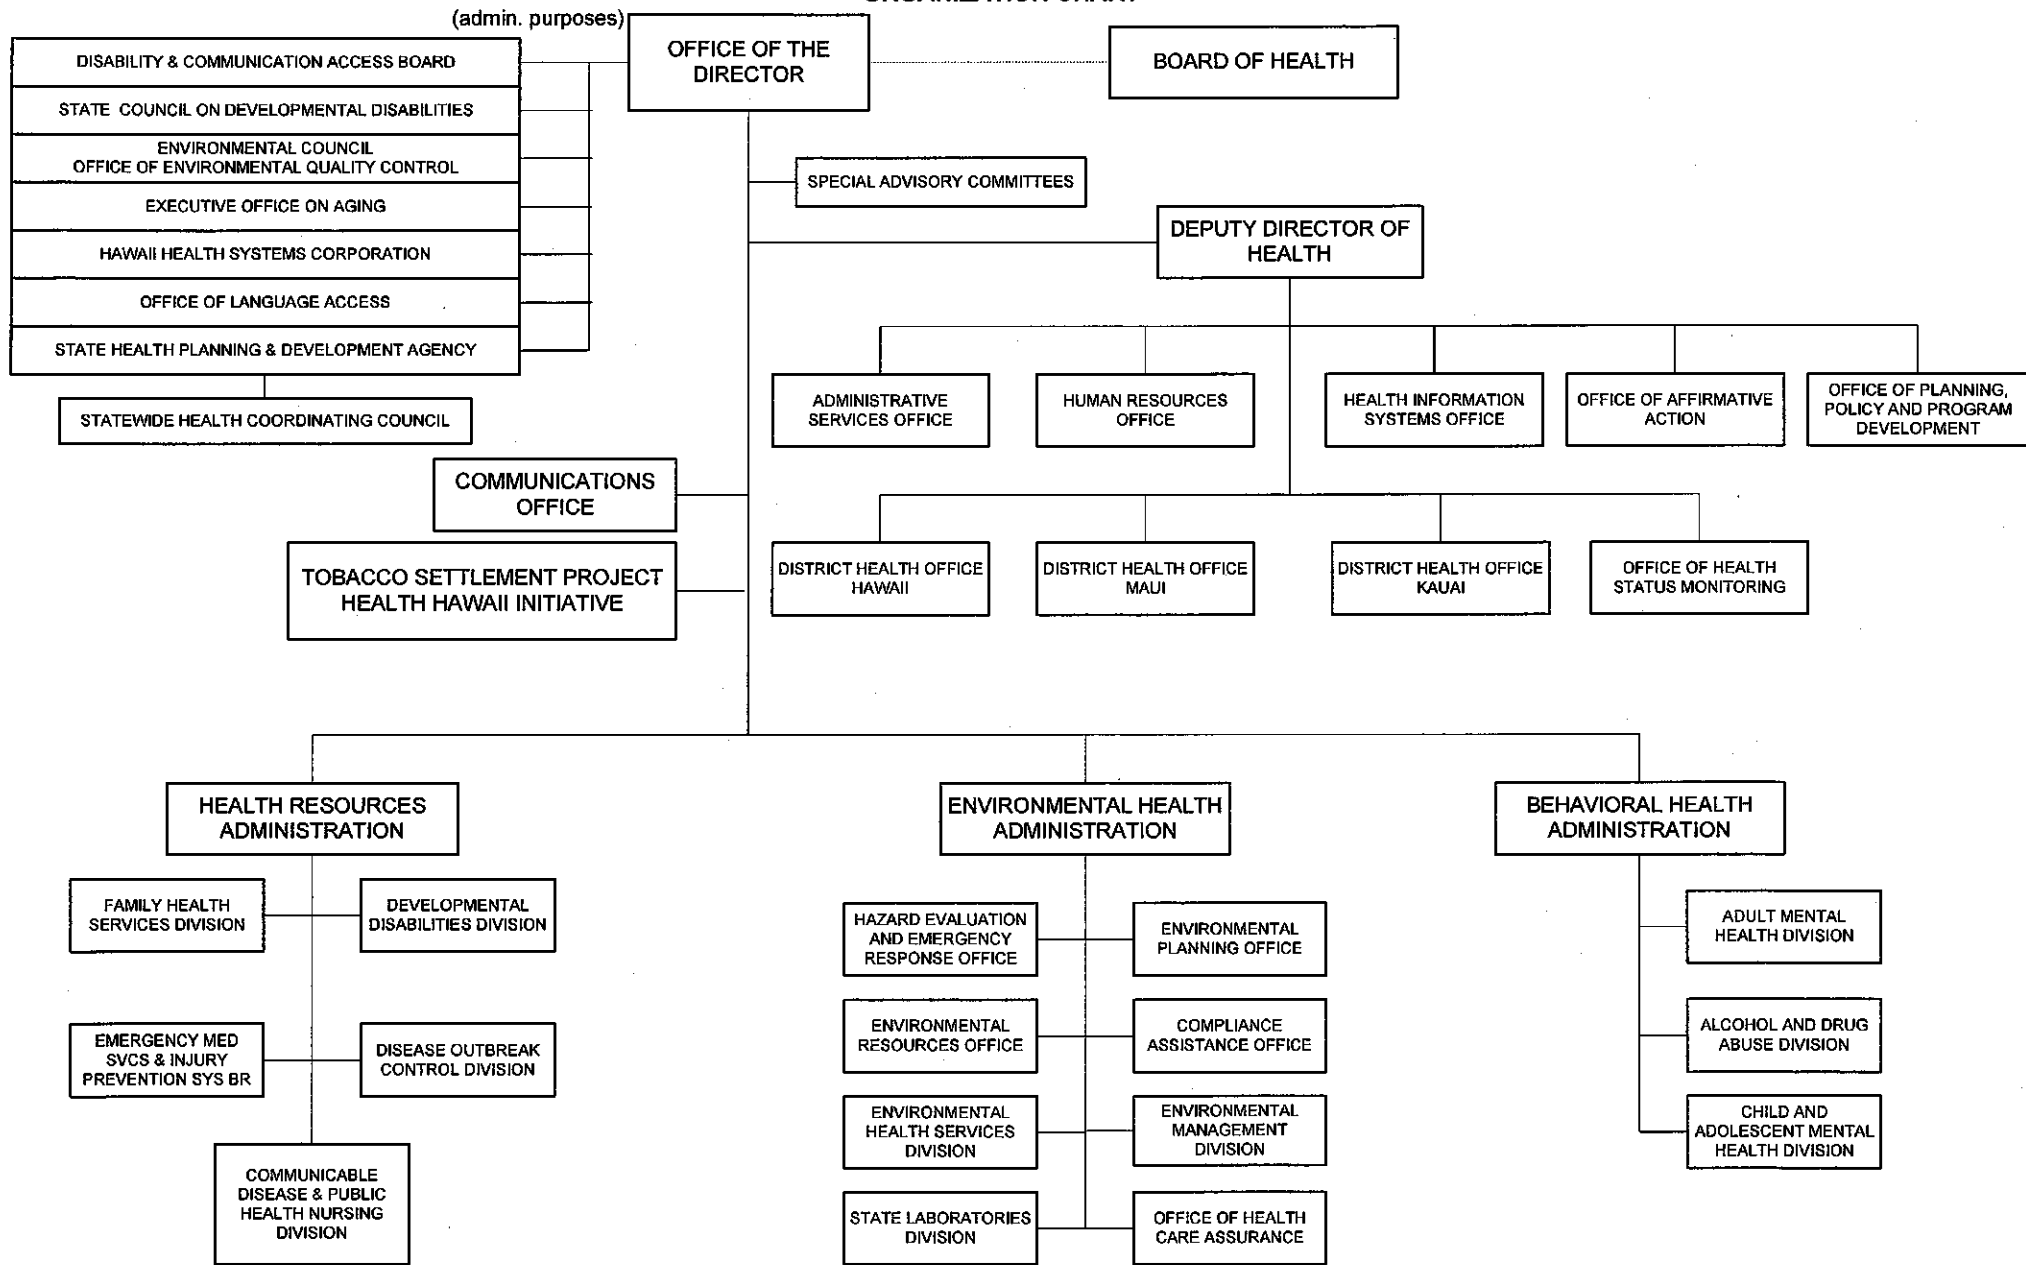 (admin. purposes)
OFFICE OF THE
DIRECTOR
BOARD OF HEALTH
DISABILITY & COMMUNICATION ACCESS BOARD
STATE COUNCIL ON DEVELOPMENTAL DISABILITIES
ENVIRONMENTAL COUNCIL
OFFICE OF ENVIRONMENTAL QUALITY CONTROL
EXECUTIVE OFFICE ON AGING
HAWAII HEALTH SYSTEMS CORPORATION
OFFICE OF LANGUAGE ACCESS
STATE HEALTH PLANNING & DEVELOPMENT AGENCY
STATEWIDE HEALTH COORDINATING COUNCIL
SPECIAL ADVISORY COMMITTEES
DEPUTY DIRECTOR OF
HEALTH
ADMINISTRATIVE
SERVICES OFFICE
HUMAN RESOURCES
OFFICE
HEALTH INFORMATION
SYSTEMS OFFICE
OFFICE OF AFFIRMATIVE
ACTION
OFFICE OF PLANNING,
POLICY AND PROGRAM
DEVELOPMENT
COMMUNICATIONS
OFFICE
TOBACCO SETTLEMENT PROJECT
HEALTH HAWAII INITIATIVE
DISTRICT HEALTH OFFICE
HAWAII
DISTRICT HEALTH OFFICE
MAUI
DISTRICT HEALTH OFFICE
KAUAI
OFFICE OF HEALTH
STATUS MONITORING
HEALTH RESOURCES
ADMINISTRATION
FAMILY HEALTH
SERVICES DIVISION
DEVELOPMENTAL
DISABILITIES DIVISION
EMERGENCY MED
SVCS & INJURY
PREVENTION SYS BR
DISEASE OUTBREAK
CONTROL DIVISION
COMMUNICABLE
DISEASE & PUBLIC
HEALTH NURSING
DIVISION
ENVIRONMENTAL HEALTH
ADMINISTRATION
HAZARD EVALUATION
AND EMERGENCY
RESPONSE OFFICE
ENVIRONMENTAL
PLANNING OFFICE
ENVIRONMENTAL
RESOURCES OFFICE
COMPLIANCE
ASSISTANCE OFFICE
ENVIRONMENTAL
HEALTH SERVICES
DIVISION
ENVIRONMENTAL
MANAGEMENT
DIVISION
STATE LABORATORIES
DIVISION
OFFICE OF HEALTH
CARE ASSURANCE
BEHAVIORAL HEALTH
ADMINISTRATION
ADULT MENTAL
HEALTH DIVISION
ALCOHOL AND DRUG
ABUSE DIVISION
CHILD AND
ADOLESCENT MENTAL
HEALTH DIVISION